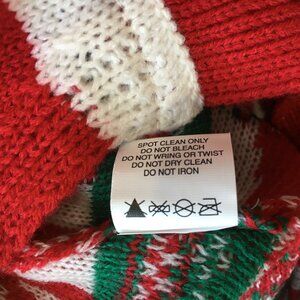 SPOT CLEAN ONLY
DO NOT BLEACH
DO NOT WRING OR TWIST
DO NOT DRY CLEAN
DO NOT IRON